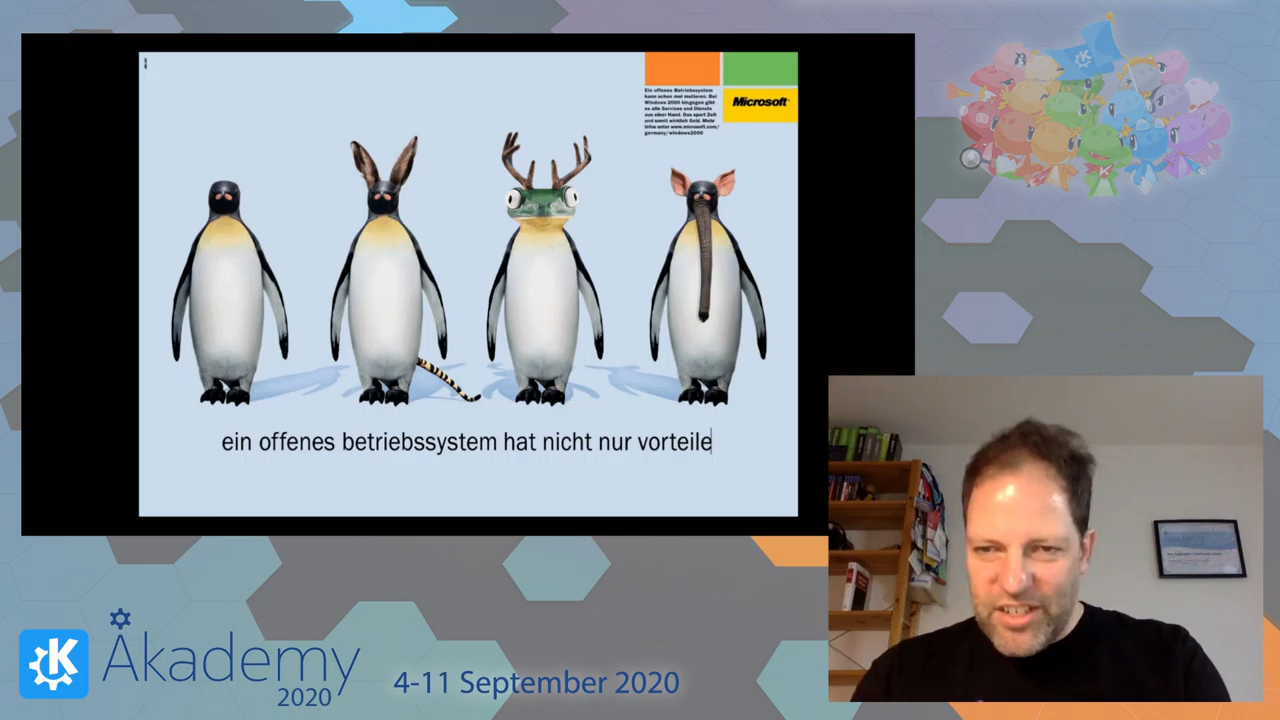 Ein offenes Betriebssystem
kann schon mal mutieren. Bei
Windows 2000 hingegen gibt
es alle Services und Dienste
aus einer Hand. Das spart Zeit
und somit wirklich Geld. Mehr
Infos unter www.microsoft.com/
germany/windows2000
Microsoft
ein offenes betriebssystem hat nicht nur vorteile
K
Akademy
2020
4-11 September 2020